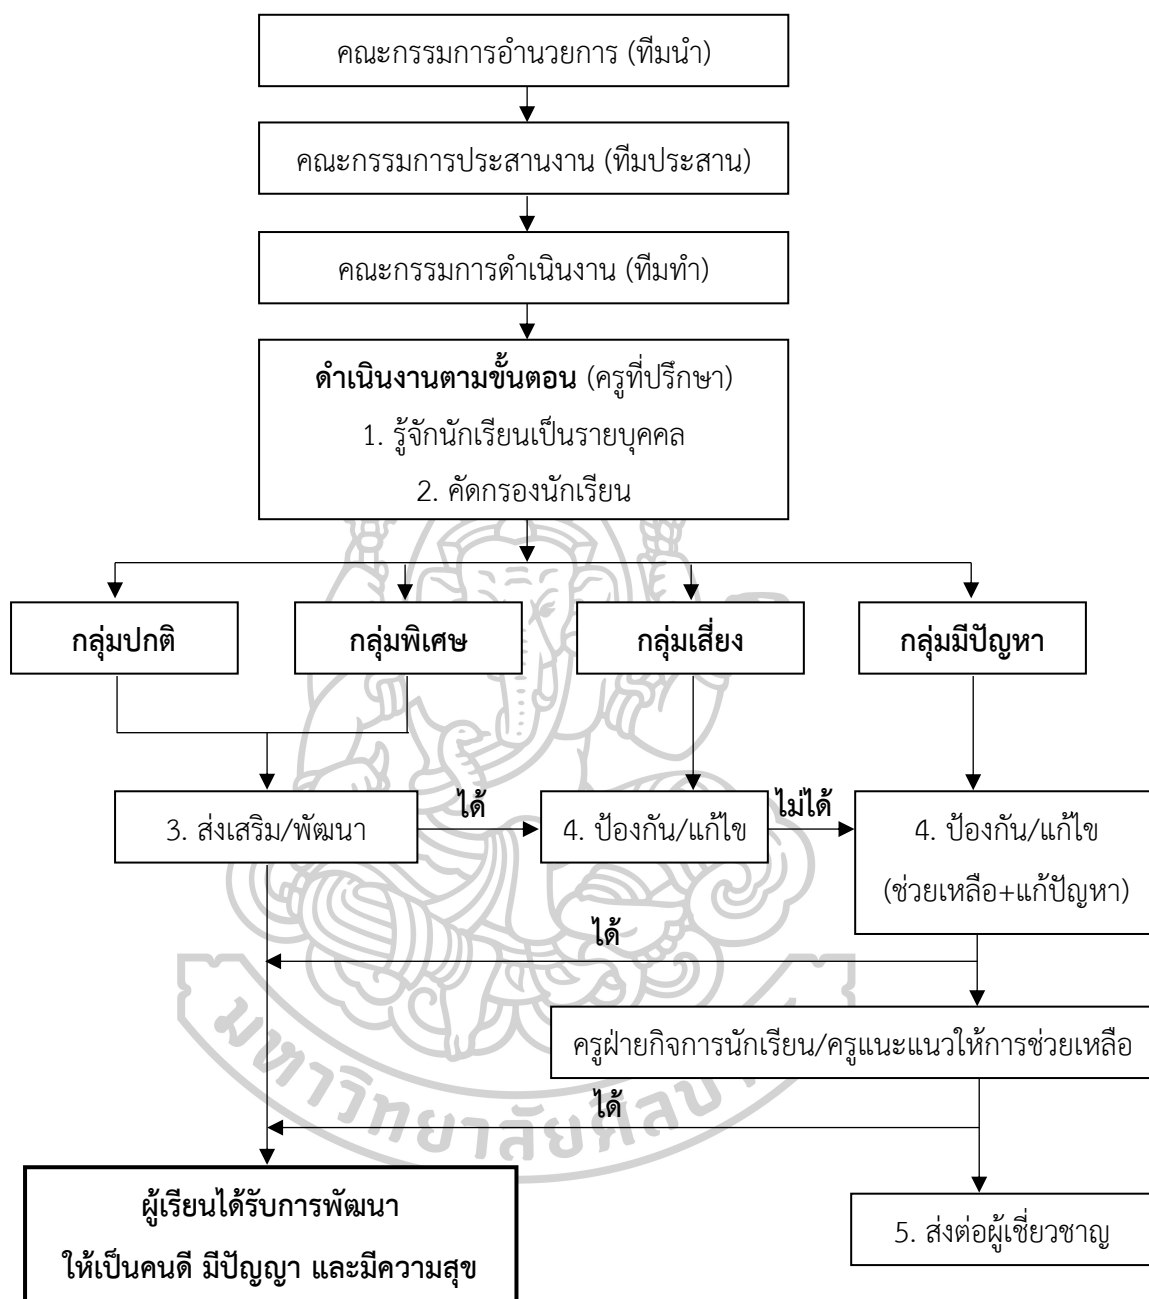 คณะกรรมการอำนวยการ (ทีมนำ)
คณะกรรมการประสานงาน (ทีมประสาน)
คณะกรรมการดำเนินงาน (ทีมทำ)
ดำเนินงานตามขั้นตอน (ครูที่ปรึกษา)
1. รู้จักนักเรียนเป็นรายบุคคล
2. คัดกรองนักเรียน
กลุ่มปกติ
กลุ่มพิเศษ
กลุ่มเสี่ยง
กลุ่มมีปัญหา
3. ส่งเสริม/พัฒนา
ได้
4. ป้องกัน/แก้ไข
ไม่ได้
4. ป้องกัน/แก้ไข
(ช่วยเหลือ+แก้ปัญหา)
ได้
ครูฝ่ายกิจการนักเรียน/ครูแนะแนวให้การช่วยเหลือ
ได้
ผู้เรียนได้รับการพัฒนา
ให้เป็นคนดี มีปัญญา และมีความสุข
5. ส่งต่อผู้เชี่ยวชาญ